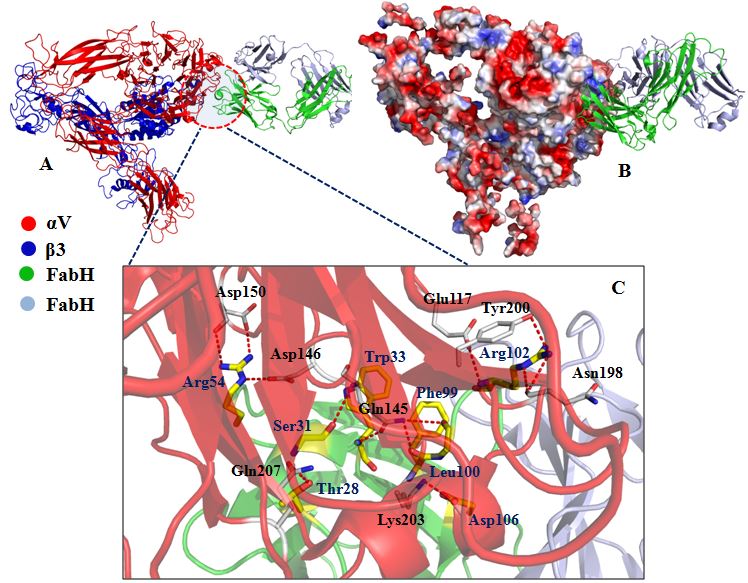 A
B
αV
β3
FabH
FabH
C
Asp150
Glu117
Tyr200
Asp146
Trp33
Arg102
Arg54
Phe99
Asn198
Gln145
Ser31
Gln207
Leu100
Thr28
Lys203
Asp106